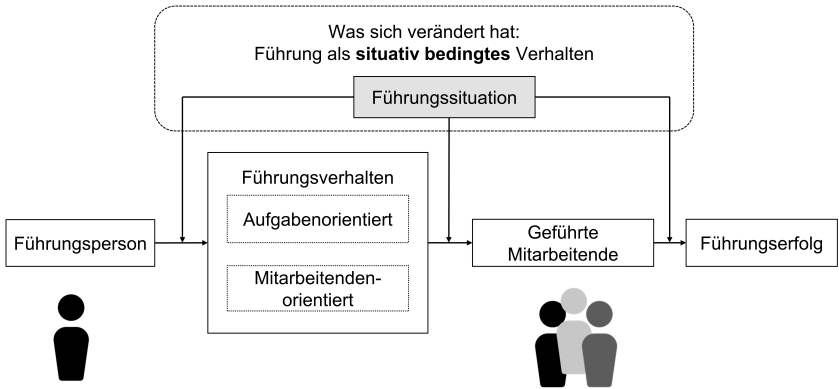 Was sich verändert hat:
Führung als situativ bedingtes Verhalten
Führungssituation
Führungsperson
Führungsverhalten
Aufgabenorientiert
Mitarbeitenden-
orientiert
Geführte
Mitarbeitende
Führungserfolg